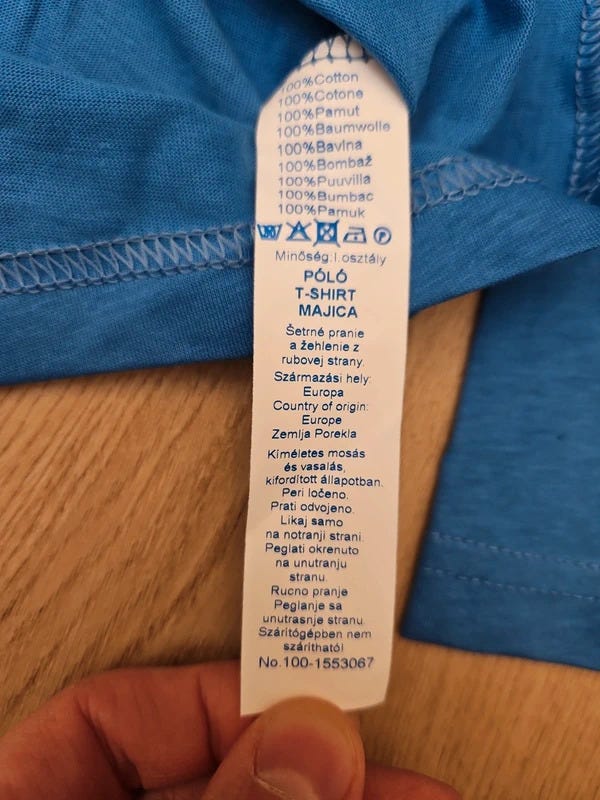 100%Cotton
100%Cotone
100%Pamut
100%Baumwolle
100%Bavlna
100%Bombaž
100%Puuvilla
100%Bumbac
100%Pamuk
Minőség:I.osztály
PÓLÓ
T-SHIRT
MAJICA
Šetrné pranie
a žehlenie z
rubovej strany.
Származási hely:
Europa
Country of origin:
Europe
Zemlja Porekla
Kíméletes mosás
és vasalás,
kifordított állapotban.
Peri ločeno.
Prati odvojeno.
Likaj samo
na notranji strani.
Peglati okrenuto
na unutranju
stranu.
Rucno pranje
Peglanje sa
unutrasnje stranu.
Szárítógépben nem
szárítható!
No.100-1553067